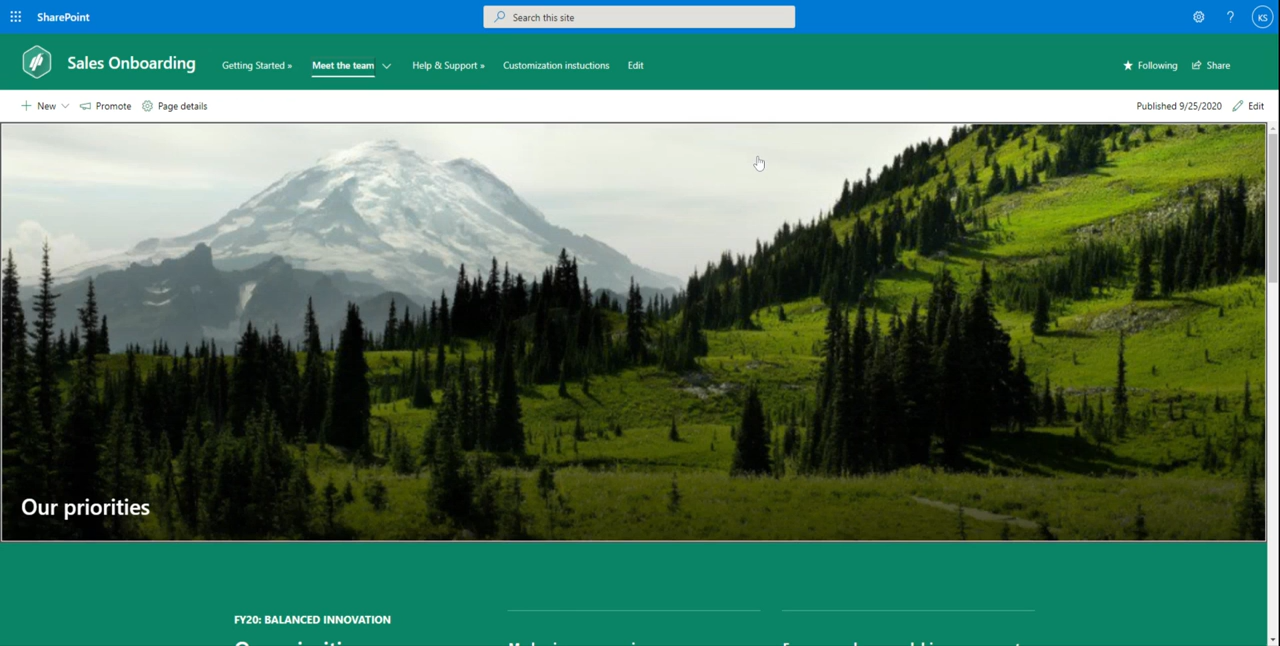 SharePoint
Search this site
KS
Sales Onboarding
Getting Started »
Meet the team
Help & Support »
Customization instuctions
Edit
Following
Share
New
Promote
Page details
Published 9/25/2020
Edit
Our priorities
FY20: BALANCED INNOVATION